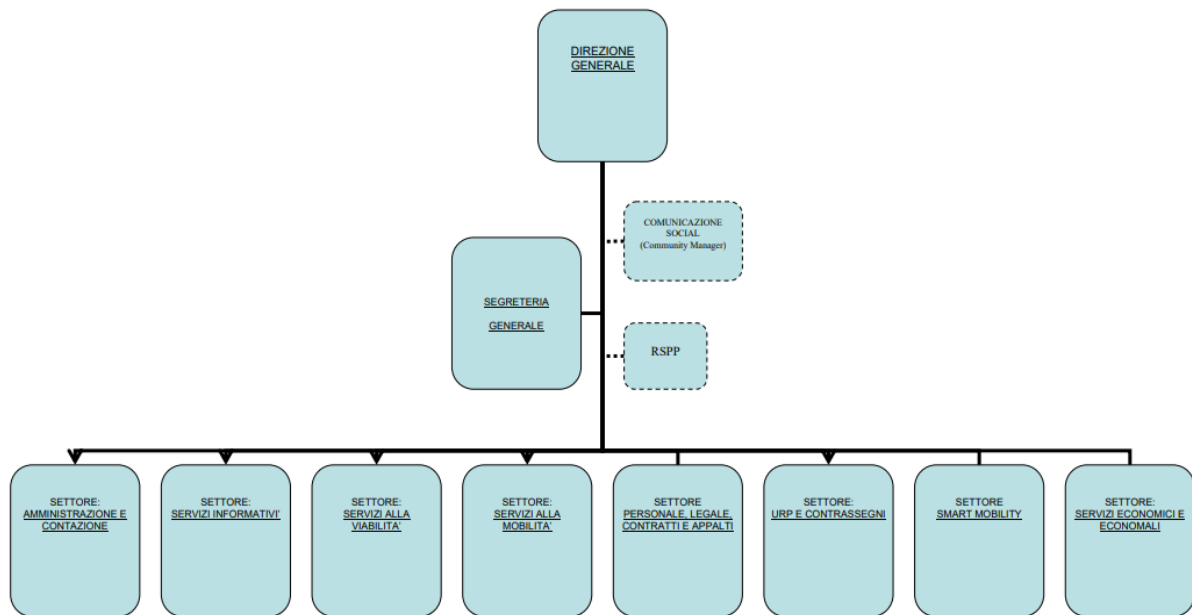 DIREZIONE
GENERALE
COMUNICAZIONE
SOCIAL
(Community Manager)
SEGRETERIA
GENERALE
RSPP
SETTORE:
AMMINISTRAZIONE E
CONTAZIONE
SETTORE:
SERVIZI INFORMATIVI'
SETTORE:
SERVIZI ALLA
VIABILITA'
SETTORE:
SERVIZI ALLA
MOBILITA'
SETTORE
PERSONALE, LEGALE,
CONTRATTI E APPALTI
SETTORE:
URP E CONTRASSEGNI
SETTORE
SMART MOBILITY
SETTORE:
SERVIZI ECONOMICI E
ECONOMALI